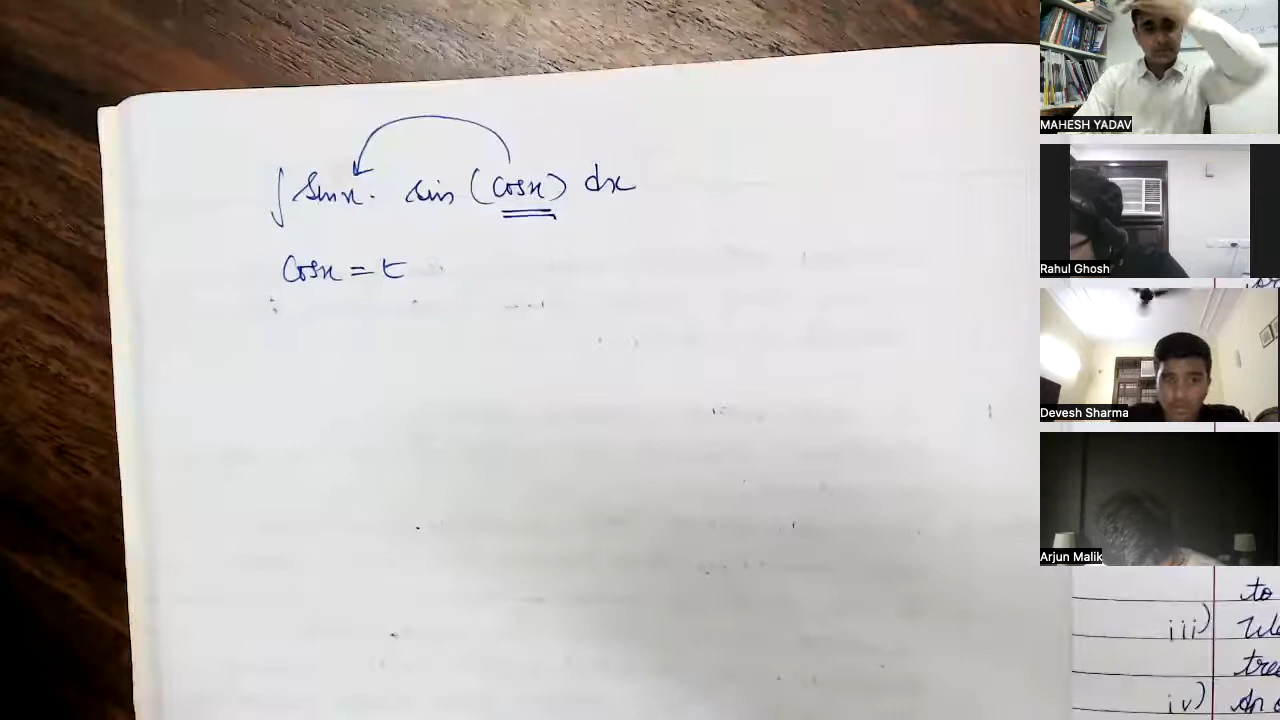 ∫ Sinx. sin (cosx) dx
cosx = t
MAHESH YADAV
Rahul Ghosh
Devesh Sharma
Arjun Malik
to
iii)
iv)